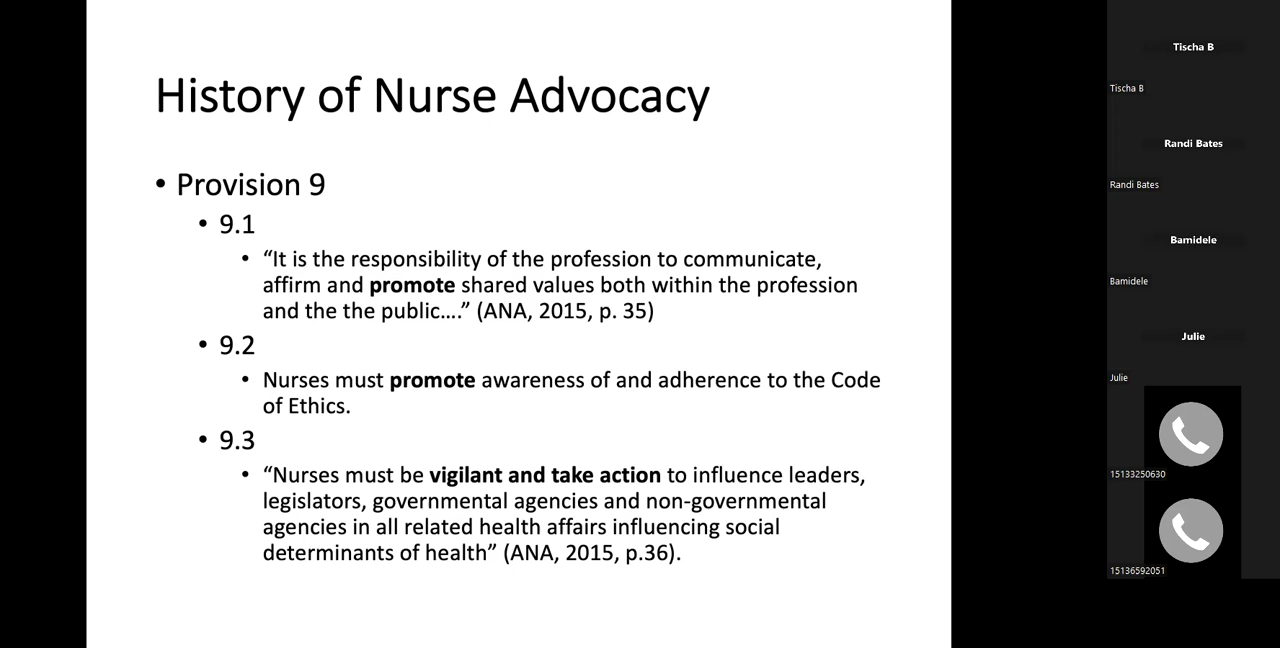 History of Nurse Advocacy
• Provision 9
• 9.1
• “It is the responsibility of the profession to communicate,
affirm and promote shared values both within the profession
and the the public….” (ANA, 2015, p. 35)
• 9.2
• Nurses must promote awareness of and adherence to the Code
of Ethics.
• 9.3
• “Nurses must be vigilant and take action to influence leaders,
legislators, governmental agencies and non-governmental
agencies in all related health affairs influencing social
determinants of health” (ANA, 2015, p.36).
Tischa B
Tischa B
Randi Bates
Randi Bates
Bamidele
Bamidele
Julie
Julie
15133250630
15136592051